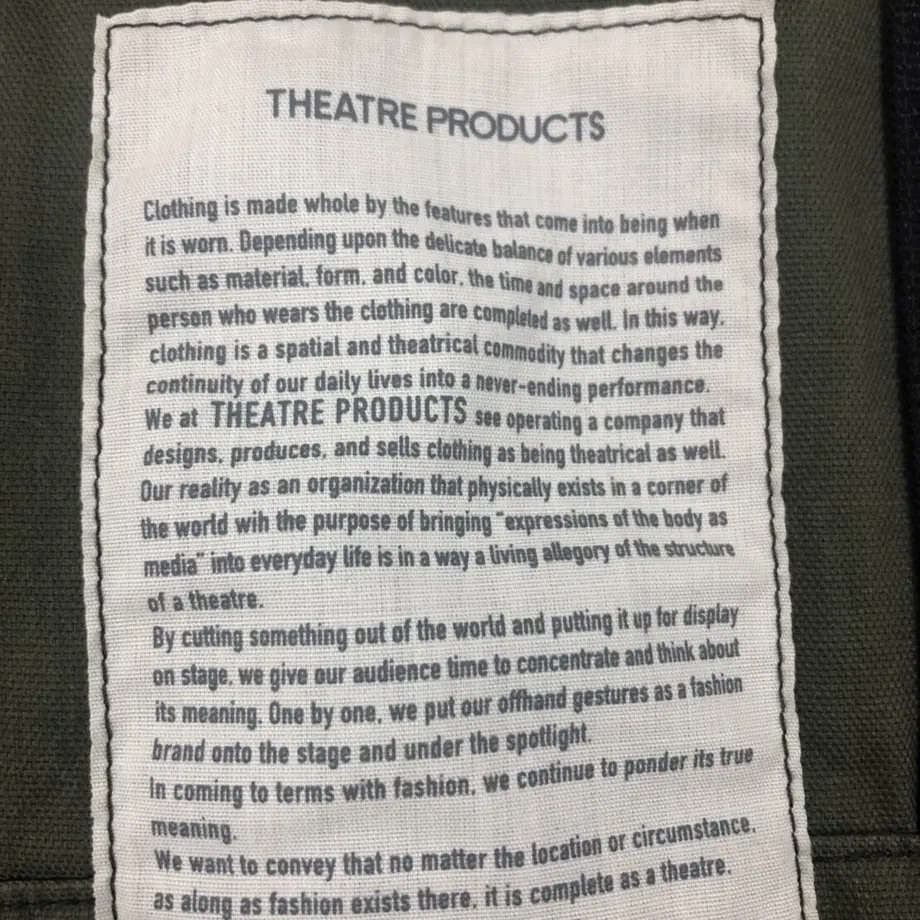 THEATRE PRODUCTS
Clothing is made whole by the features that come into being when
it is worn. Depending upon the delicate balance of various elements
such as material, form, and color, the time and space around the
person who wears the clothing are completed as well. In this way,
clothing is a spatial and theatrical commodity that changes the
continuity of our daily lives into a never-ending performance.
We at THEATRE PRODUCTS see operating a company that
designs, produces, and sells clothing as being theatrical as well.
Our reality as an organization that physically exists in a corner of
the world wih the purpose of bringing "expressions of the body as
media" into everyday life is in a way a living allegory of the structure
of a theatre.
By cutting something out of the world and putting it up for display
on stage, we give our audience time to concentrate and think about
its meaning. One by one, we put our offhand gestures as a fashion
brand onto the stage and under the spotlight.
In coming to terms with fashion, we continue to ponder its true
meaning.
We want to convey that no matter the location or circumstance,
as along as fashion exists there, it is complete as a theatre.